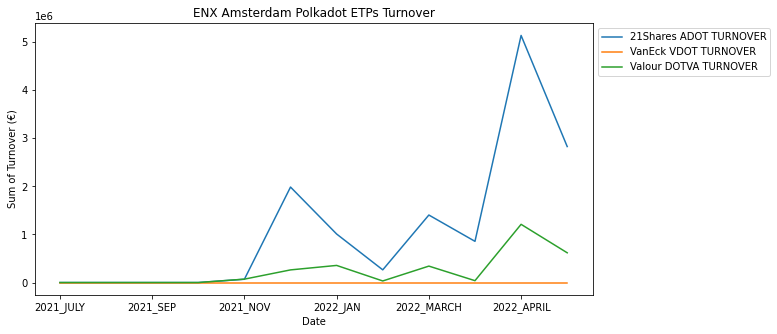 ENX Amsterdam Polkadot ETPs Turnover
1e6
21Shares ADOT TURNOVER
VanEck VDOT TURNOVER
Valour DOTVA TURNOVER
5
4
3
2
1
0
Sum of Turnover (€)
2021_JULY 2021_SEP 2021_NOV 2022_JAN 2022_MARCH 2022_APRIL
Date